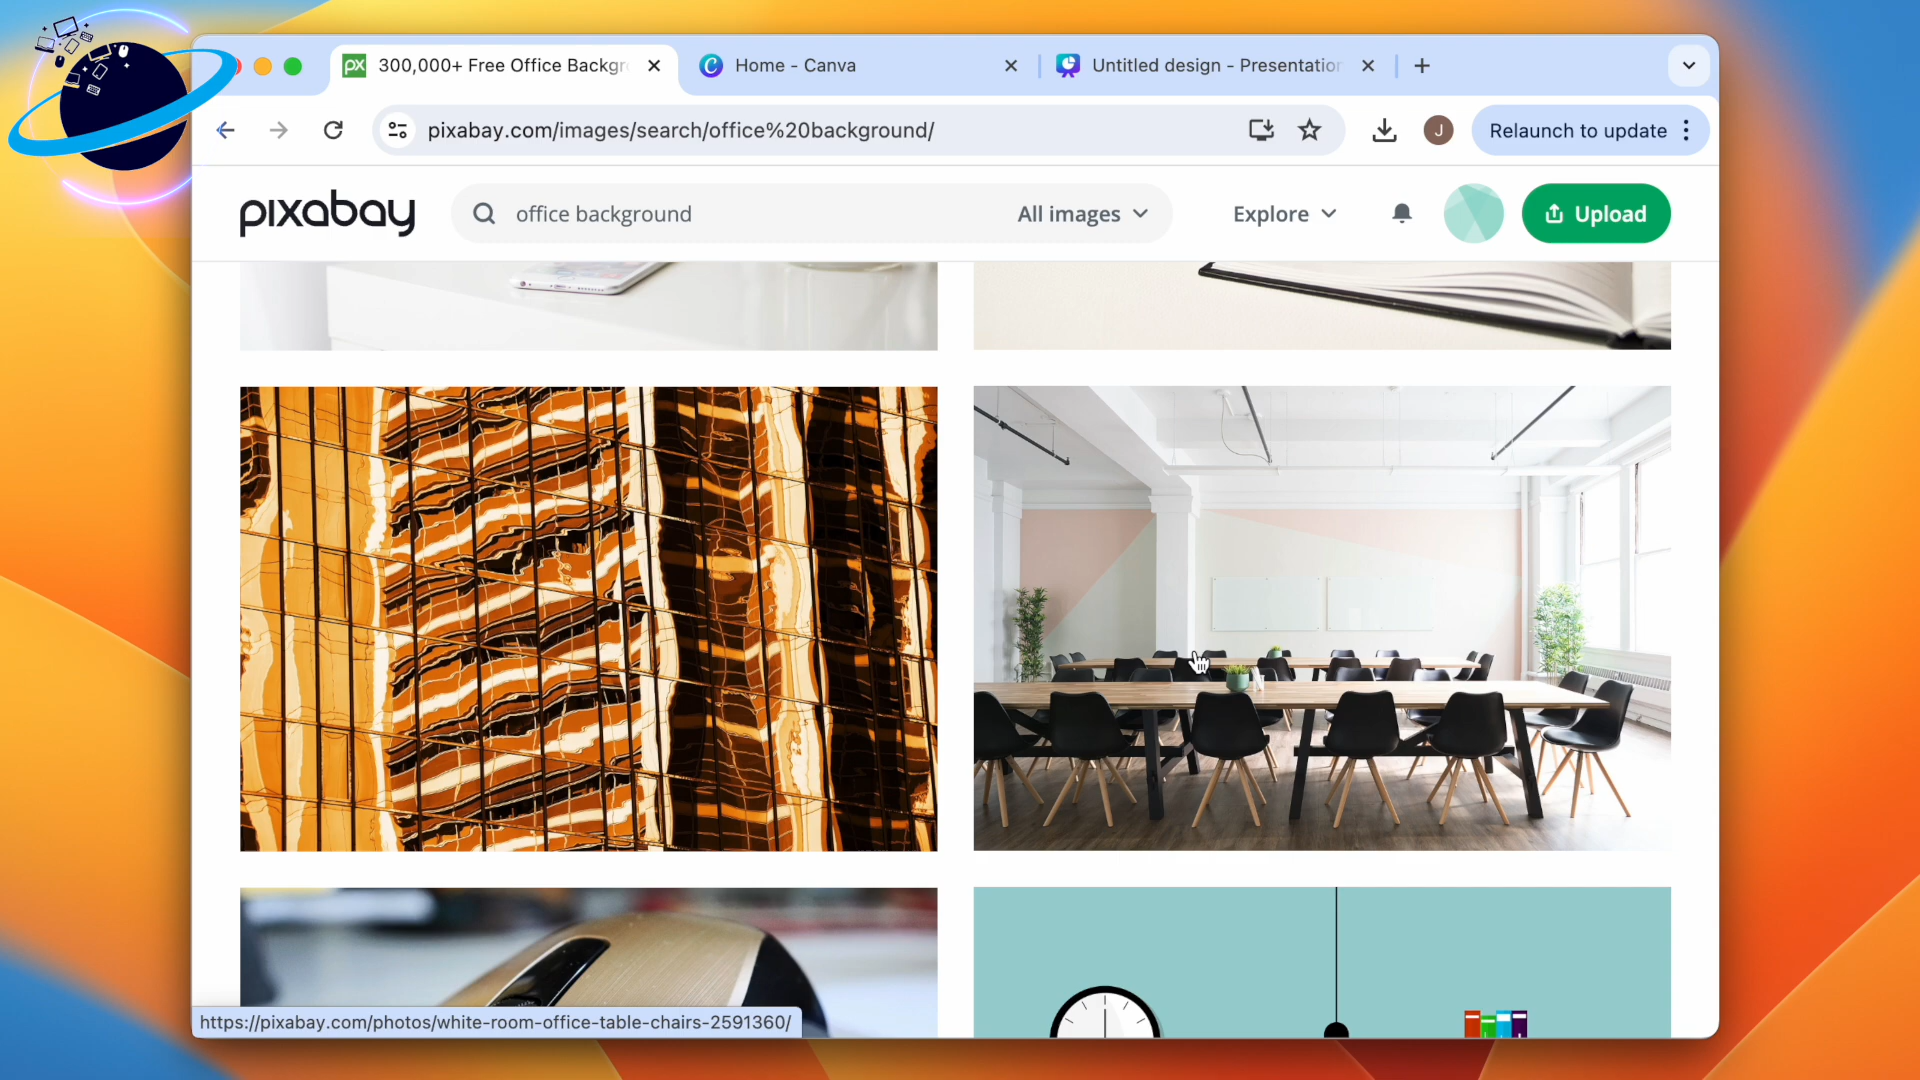 300,000+ Free Office Backgr
Home - Canva
Untitled design - Presentation
pixabay.com/images/search/office%20background/
J
Relaunch to update
pixabay
office background
All images
Explore
Upload
https://pixabay.com/photos/white-room-office-table-chairs-2591360/